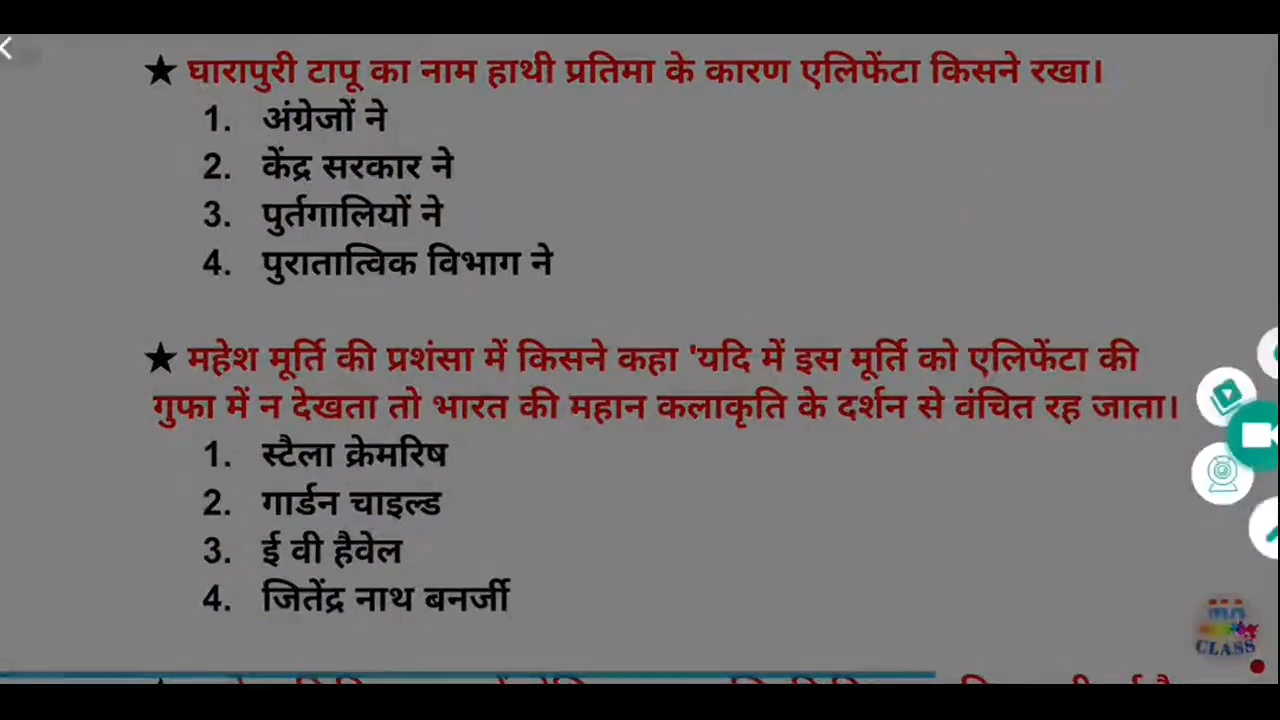 ★ घारापुरी टापू का नाम हाथी प्रतिमा के कारण एलिफेंटा किसने रखा।
1. अंग्रेजों ने
2. केंद्र सरकार ने
3. पुर्तगालियों ने
4. पुरातात्विक विभाग ने
★ महेश मूर्ति की प्रशंसा में किसने कहा 'यदि में इस मूर्ति को एलिफेंटा की
गुफा में न देखता तो भारत की महान कलाकृति के दर्शन से वंचित रह जाता।
1. स्टैला क्रेमरिष
2. गार्डन चाइल्ड
3. ई वी हैवेल
4. जितेंद्र नाथ बनर्जी
CLASS